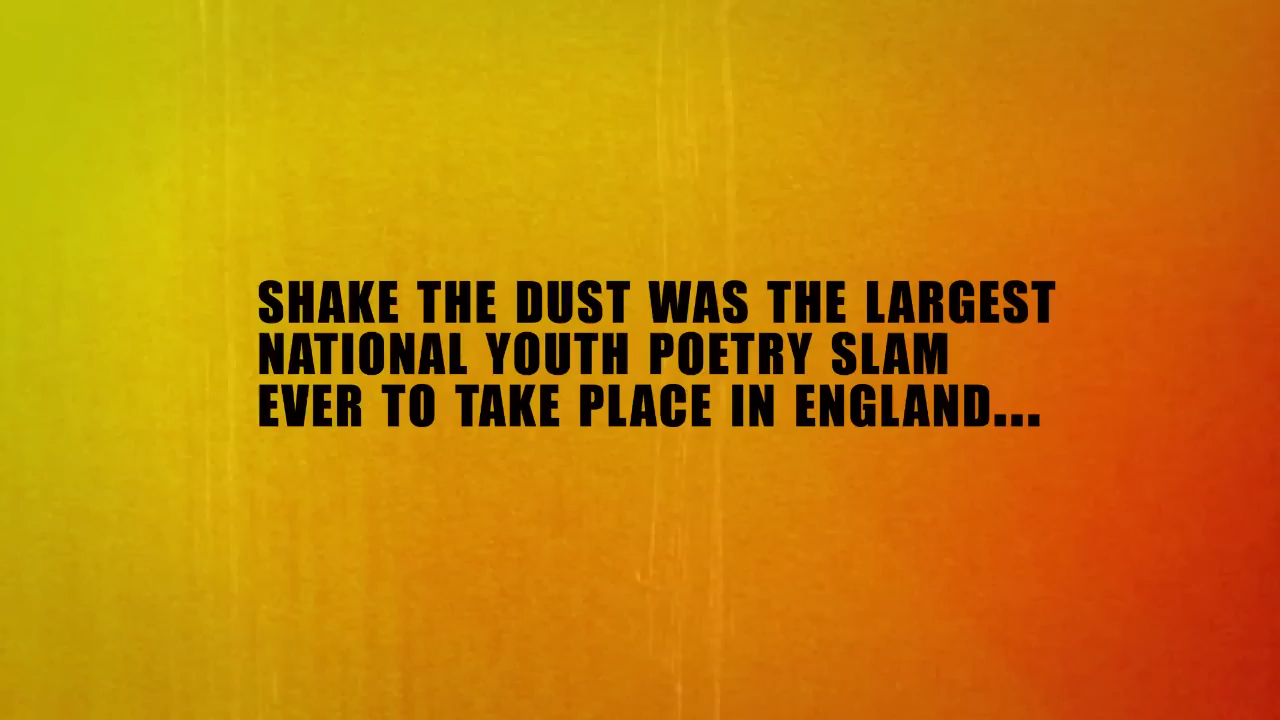 SHAKE THE DUST WAS THE LARGEST
NATIONAL YOUTH POETRY SLAM
EVER TO TAKE PLACE IN ENGLAND...